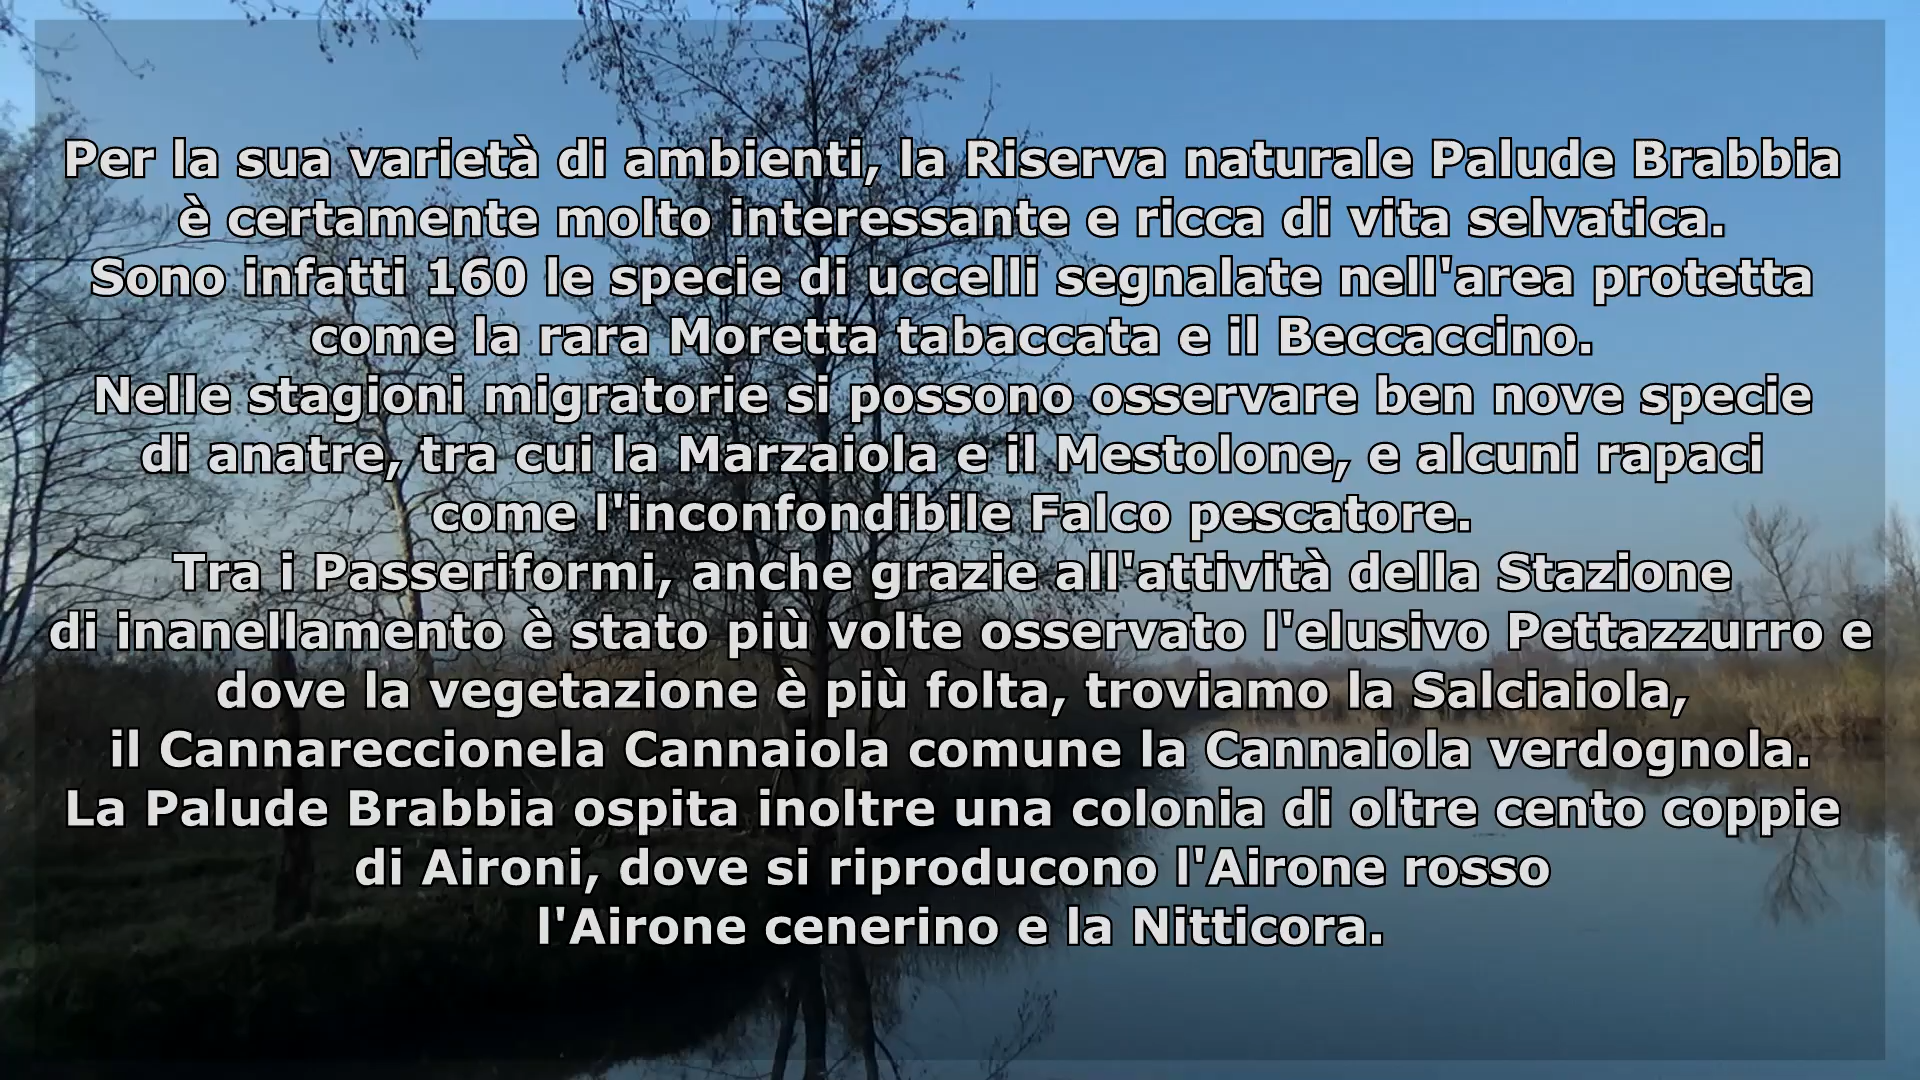 Per la sua varietà di ambienti, la Riserva naturale Palude Brabbia
è certamente molto interessante e ricca di vita selvatica.
Sono infatti 160 le specie di uccelli segnalate nell'area protetta
come la rara Moretta tabaccata e il Beccaccino.
Nelle stagioni migratorie si possono osservare ben nove specie
di anatre, tra cui la Marzaiola e il Mestolone, e alcuni rapaci
come l'inconfondibile Falco pescatore.
Tra i Passeriformi, anche grazie all'attività della Stazione
di inanellamento è stato più volte osservato l'elusivo Pettazzurro e
dove la vegetazione è più folta, troviamo la Salciaiola,
il Cannareccionela Cannaiola comune la Cannaiola verdognola.
La Palude Brabbia ospita inoltre una colonia di oltre cento coppie
di Aironi, dove si riproducono l'Airone rosso
l'Airone cenerino e la Nitticora.